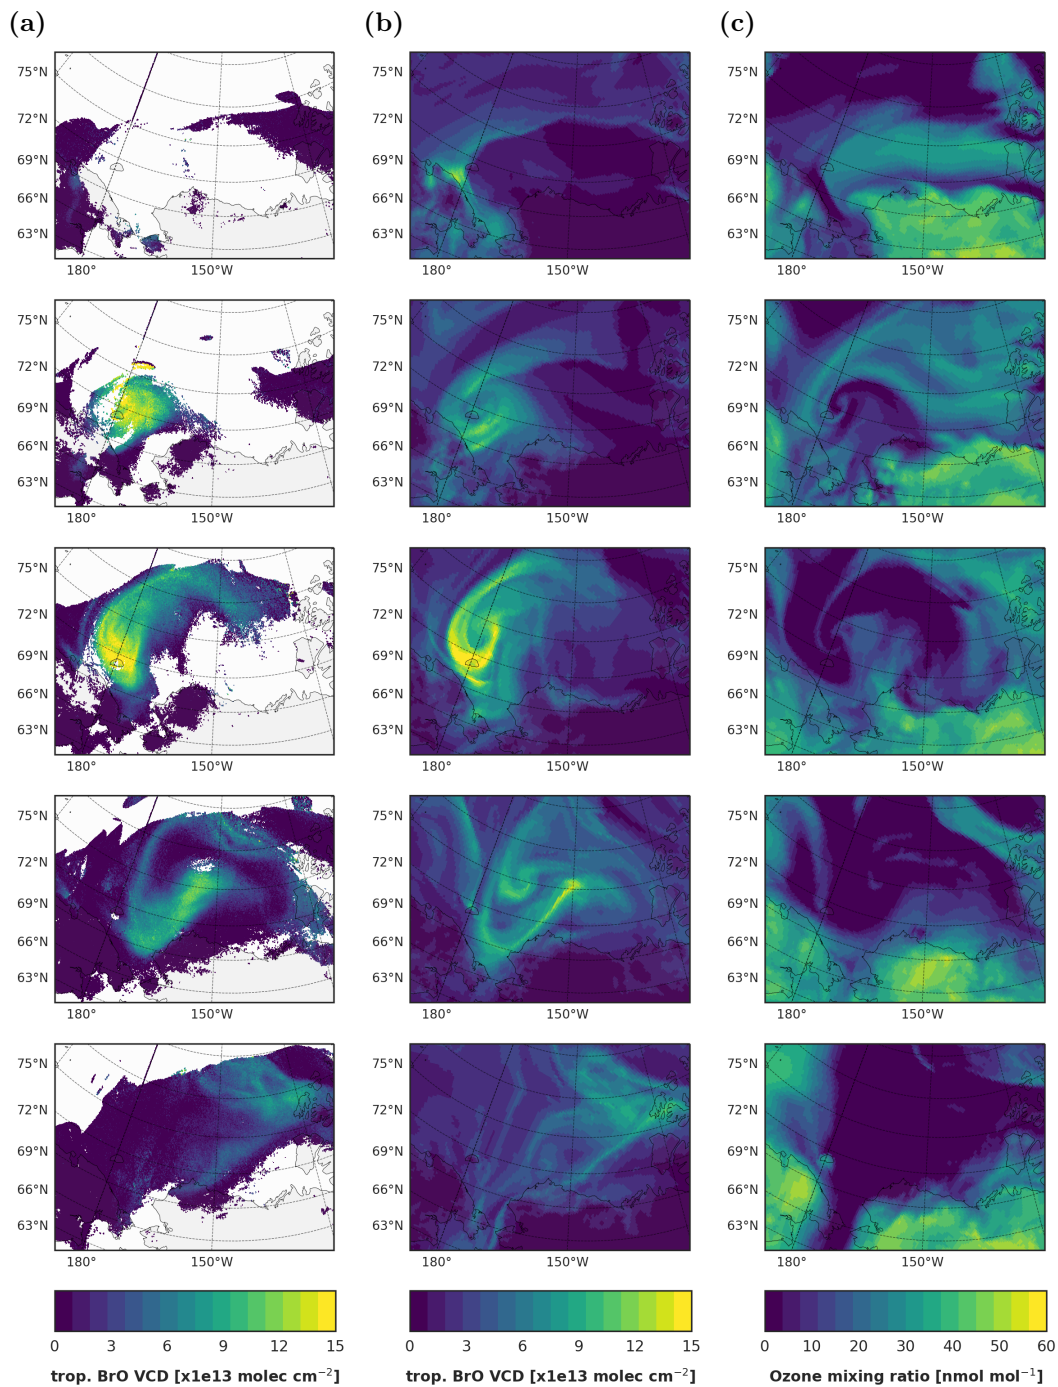 (a) (b) (c)
75°N 75°N 75°N
72°N 72°N 72°N
69°N 69°N 69°N
66°N 66°N 66°N
63°N 63°N 63°N
180° 150°W 180° 150°W 180° 150°W
75°N 75°N 75°N
72°N 72°N 72°N
69°N 69°N 69°N
66°N 66°N 66°N
63°N 63°N 63°N
180° 150°W 180° 150°W 180° 150°W
75°N 75°N 75°N
72°N 72°N 72°N
69°N 69°N 69°N
66°N 66°N 66°N
63°N 63°N 63°N
180° 150°W 180° 150°W 180° 150°W
75°N 75°N 75°N
72°N 72°N 72°N
69°N 69°N 69°N
66°N 66°N 66°N
63°N 63°N 63°N
180° 150°W 180° 150°W 180° 150°W
75°N 75°N 75°N
72°N 72°N 72°N
69°N 69°N 69°N
66°N 66°N 66°N
63°N 63°N 63°N
180° 150°W 180° 150°W 180° 150°W
0 3 6 9 12 15 0 3 6 9 12 15 0 10 20 30 40 50 60
trop. BrO VCD [x1e13 molec cm⁻²] trop. BrO VCD [x1e13 molec cm⁻²] Ozone mixing ratio [nmol mol⁻¹]